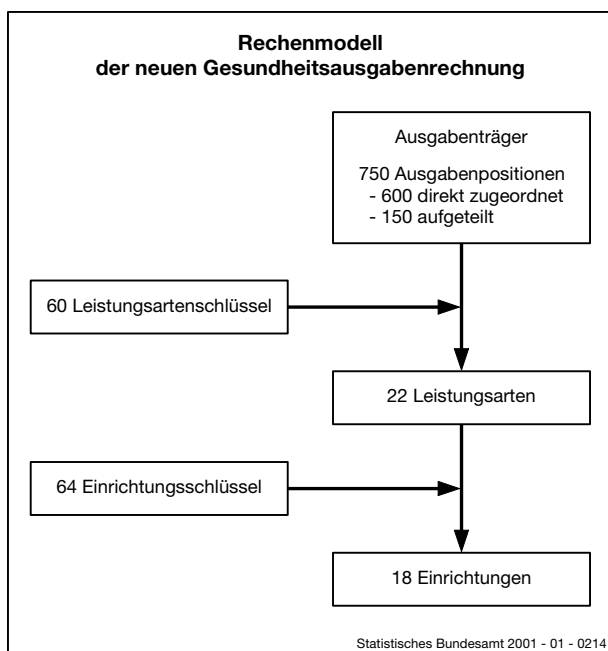 Rechenmodell
der neuen Gesundheitsausgabenrechnung
Ausgabenträger
750 Ausgabenpositionen
- 600 direkt zugeordnet
- 150 aufgeteilt
60 Leistungsartenschlüssel
22 Leistungsarten
64 Einrichtungsschlüssel
18 Einrichtungen
Statistisches Bundesamt 2001 - 01 - 0214